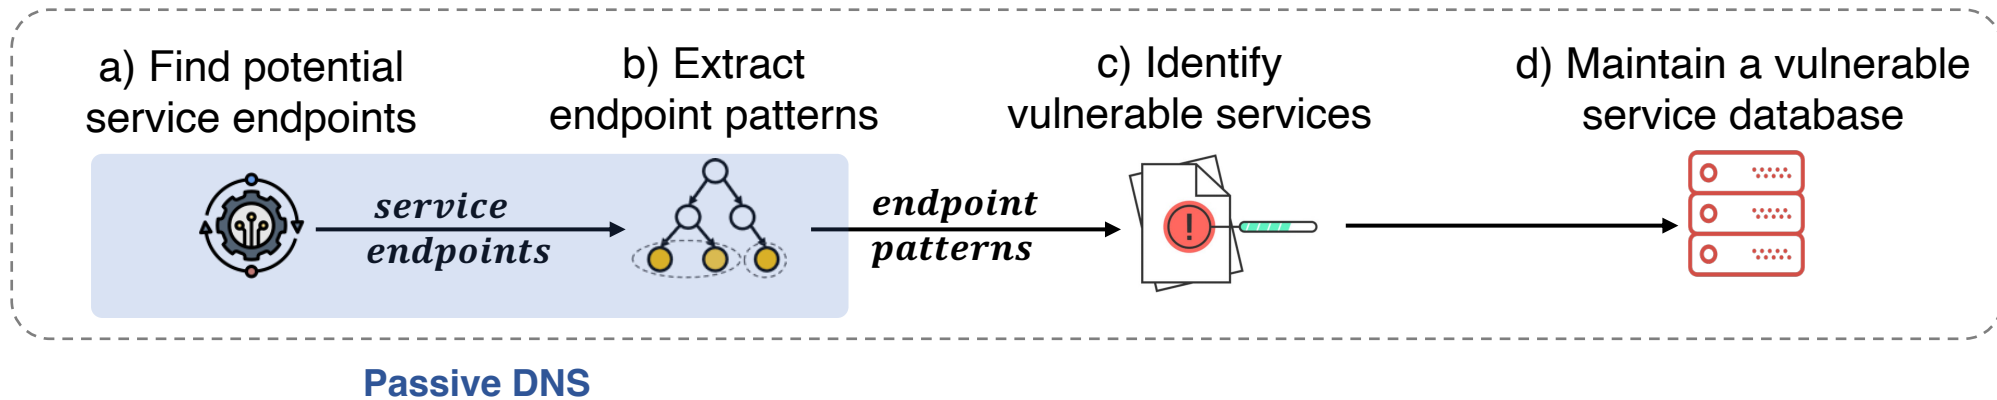 a) Find potential
service endpoints
b) Extract
endpoint patterns
c) Identify
vulnerable services
d) Maintain a vulnerable
service database
service
endpoints
endpoint
patterns
!
Passive DNS